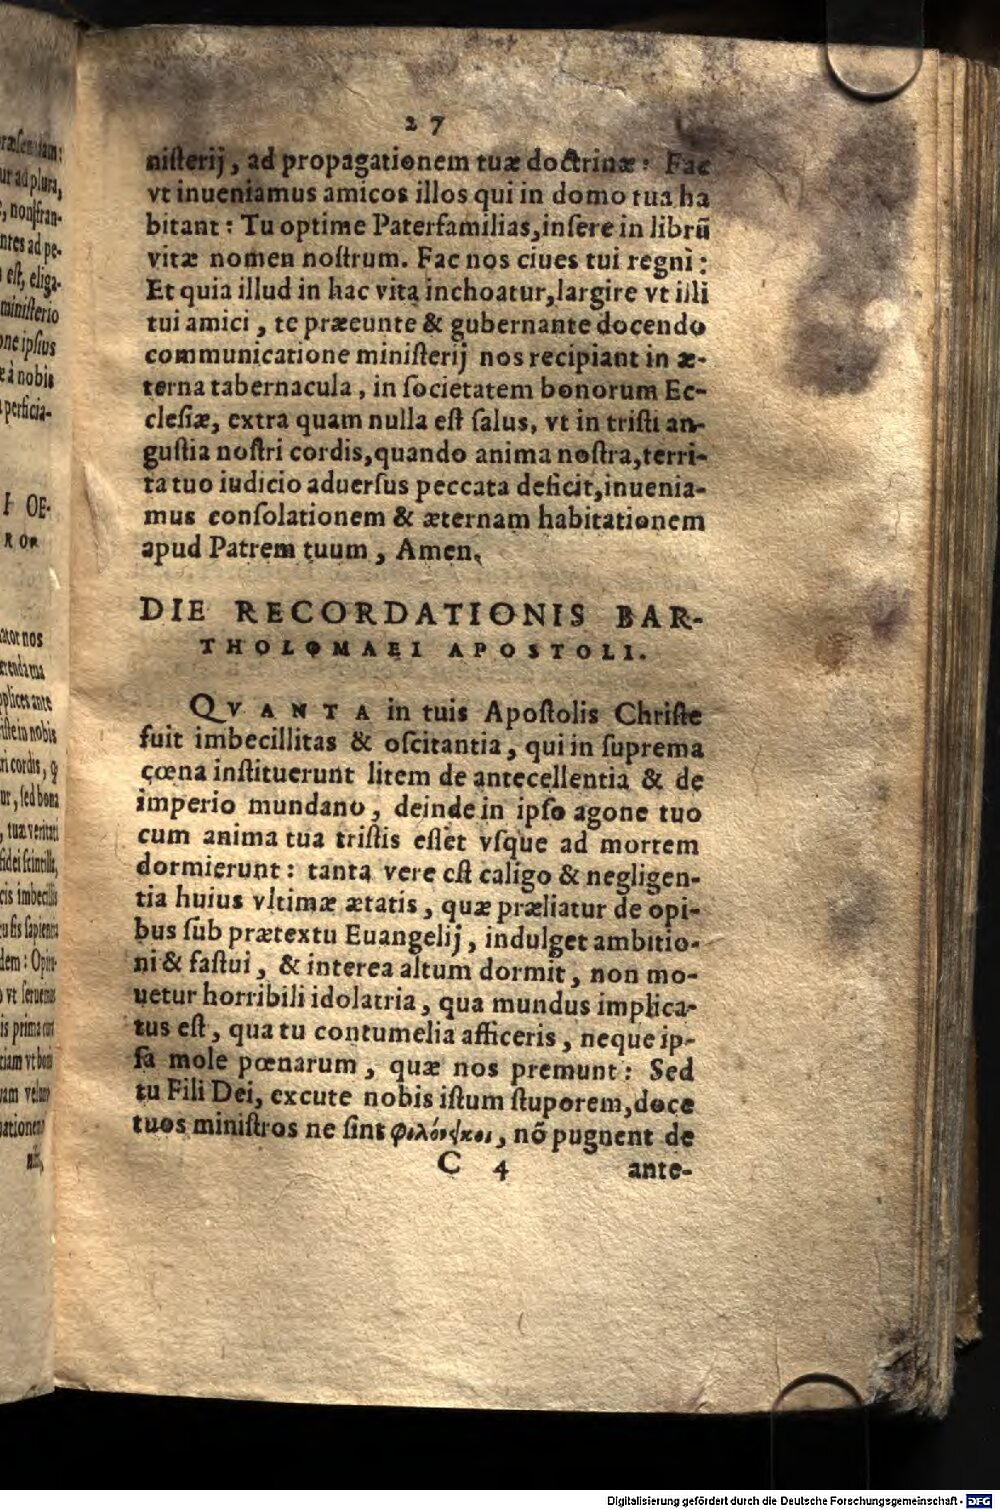 27
niſterij, ad propagationem tuæ doctrinæ: Fac
vt inueniamus amicos illos qui in domo tua ha
bitant: Tu optime Paterfamilias, inſere in librũ
vitæ nomen noſtrum. Fac nos ciues tui regni:
Et quia illud in hac vita inchoatur, largire vt illi
tui amici, te præeunte & gubernante docendo
communicatione miniſterij nos recipiant in æ-
terna tabernacula, in ſocietatem bonorum Ec-
cleſiæ, extra quam nulla eſt ſalus, vt in triſti an-
guſtia noſtri cordis, quando anima noſtra, terri-
ta tuo iudicio aduerſus peccata deficit, inuenia-
mus conſolationem & æternam habitationem
apud Patrem tuum, Amen.
DIE RECORDATIONIS BAR-
THOLOMAEI APOSTOLI.
QVANTA in tuis Apoſtolis Chriſte
fuit imbecillitas & oſcitantia, qui in ſuprema
cœna inſtituerunt litem de antecellentia & de
imperio mundano, deinde in ipſo agone tuo
cum anima tua triſtis eſſet vſque ad mortem
dormierunt: tanta vere eſt caligo & negligen-
tia huius vltimæ ætatis, quæ præliatur de opi-
bus ſub prætextu Euangelij, indulget ambitio-
ni & faſtui, & interea altum dormit, non mo-
uetur horribili idolatria, qua mundus implica-
tus eſt, qua tu contumelia afficeris, neque ip-
ſa mole pœnarum, quæ nos premunt: Sed
tu Fili Dei, excute nobis iſtum ſtuporem, doce
tuos miniſtros ne ſint φιλόνεικοι, nõ pugnent de
C 4 ante-
Digitalisierung gefördert durch die Deutsche Forschungsgemeinschaft - DFG